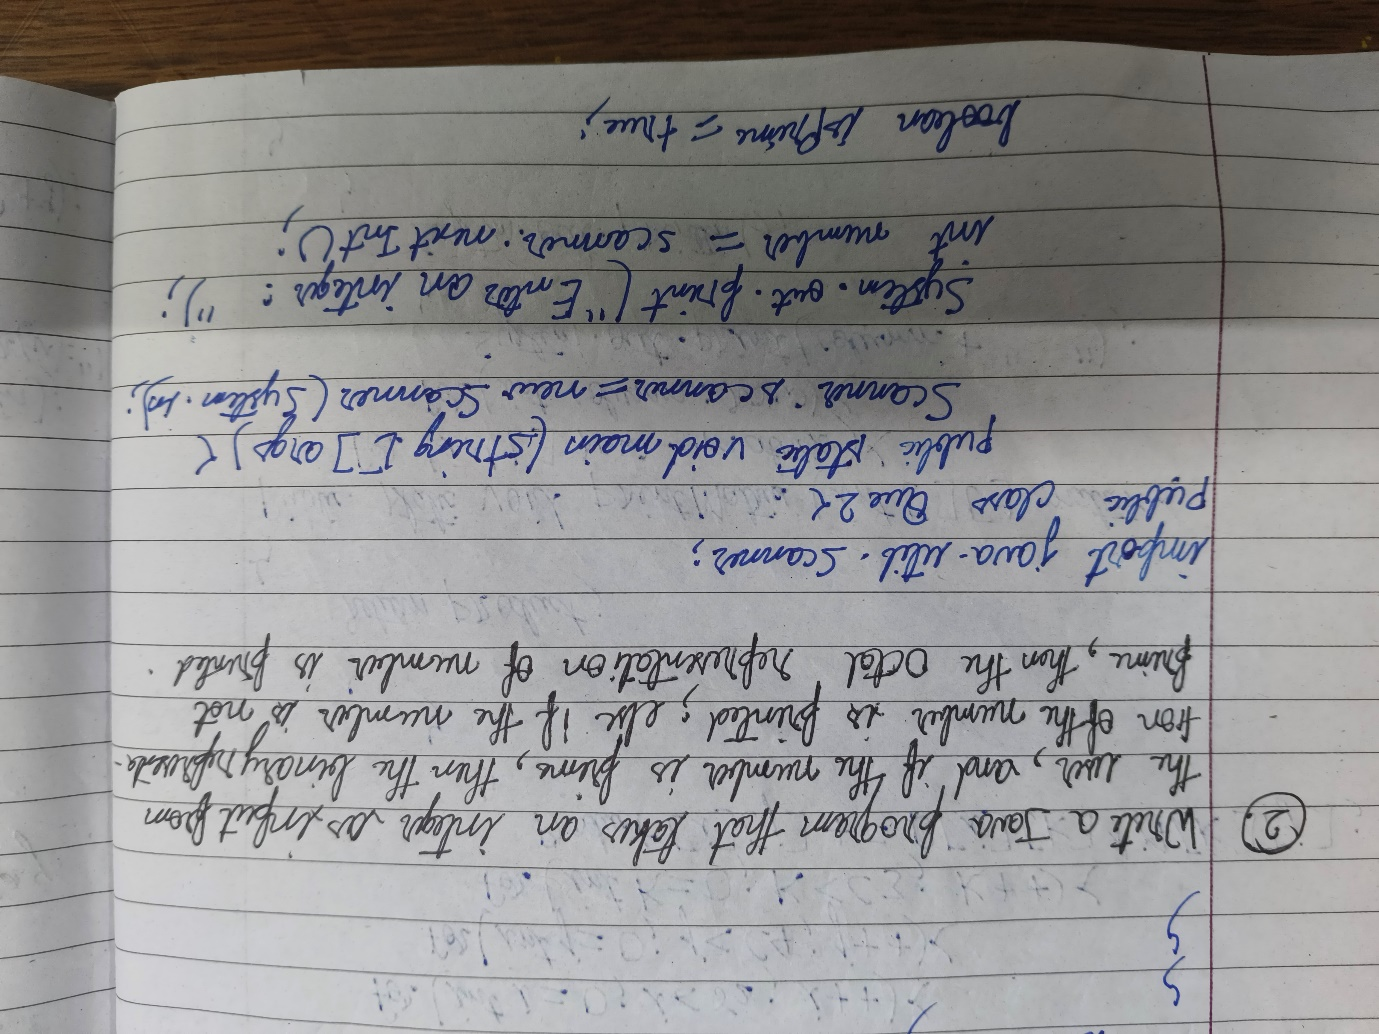 }
}
② Write a Java program that takes an integer as input from
the user, and if the number is prime, then the binary represente-
tion of the number is printed; else if the number is not
prime, then the octal representation of number is printed.
import java.util.Scanner;
public class Que 2 {
public static void main (string [] args) {
Scanner scanner = new Scanner (System.in);
System.out.print ("Enter an integer: ");
int number = scanner.nextInt ();
boolean isPrime = true;